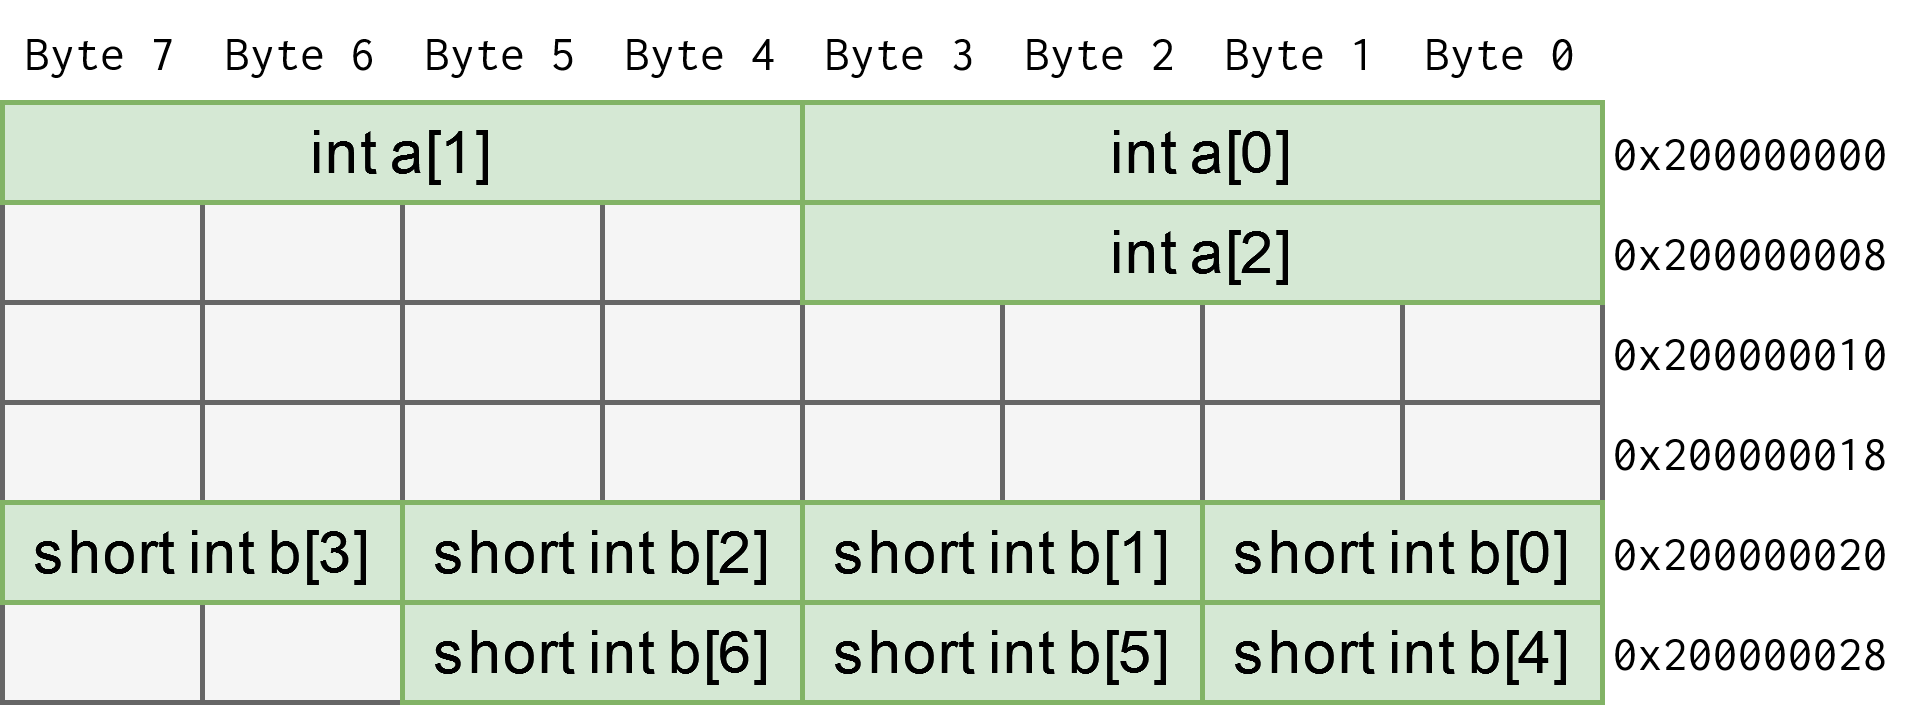 Byte 7 Byte 6 Byte 5 Byte 4 Byte 3 Byte 2 Byte 1 Byte 0
int a[1] int a[0] 0x200000000
int a[2] 0x200000008
0x200000010
0x200000018
short int b[3] short int b[2] short int b[1] short int b[0] 0x200000020
short int b[6] short int b[5] short int b[4] 0x200000028